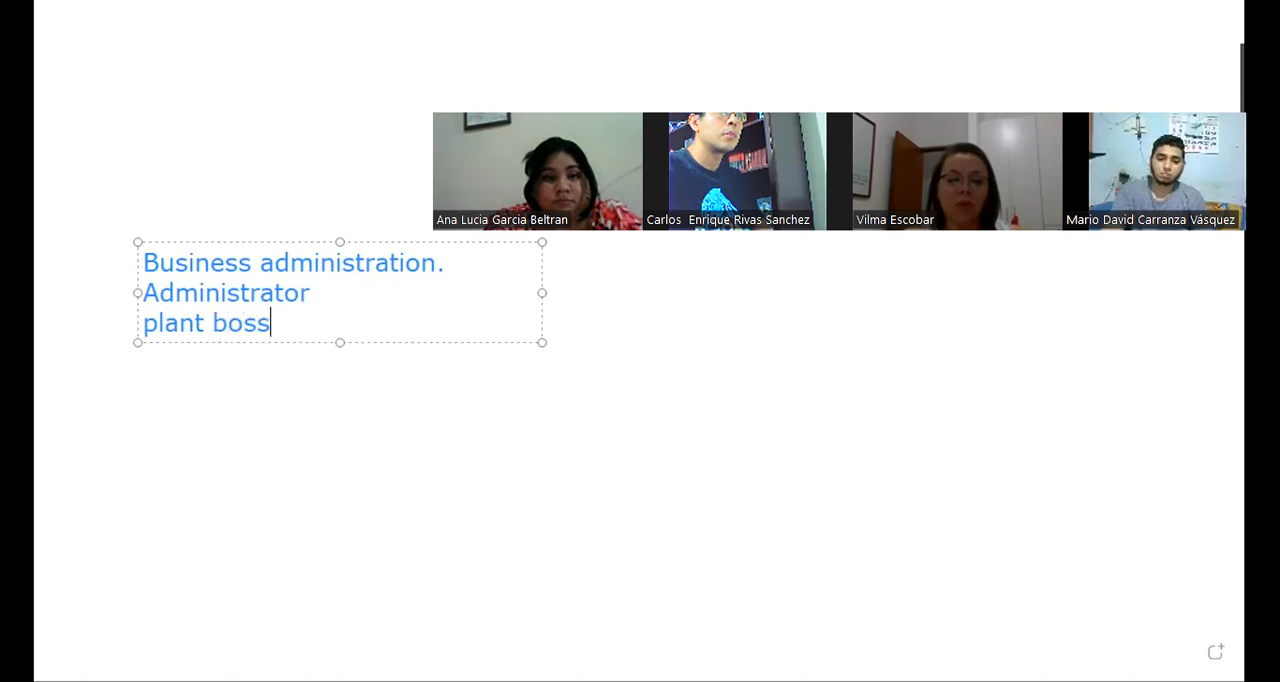 Ana Lucia Garcia Beltran
Carlos Enrique Rivas Sanchez
Vilma Escobar
Mario David Carranza Vásquez
Business administration.
Administrator
plant boss